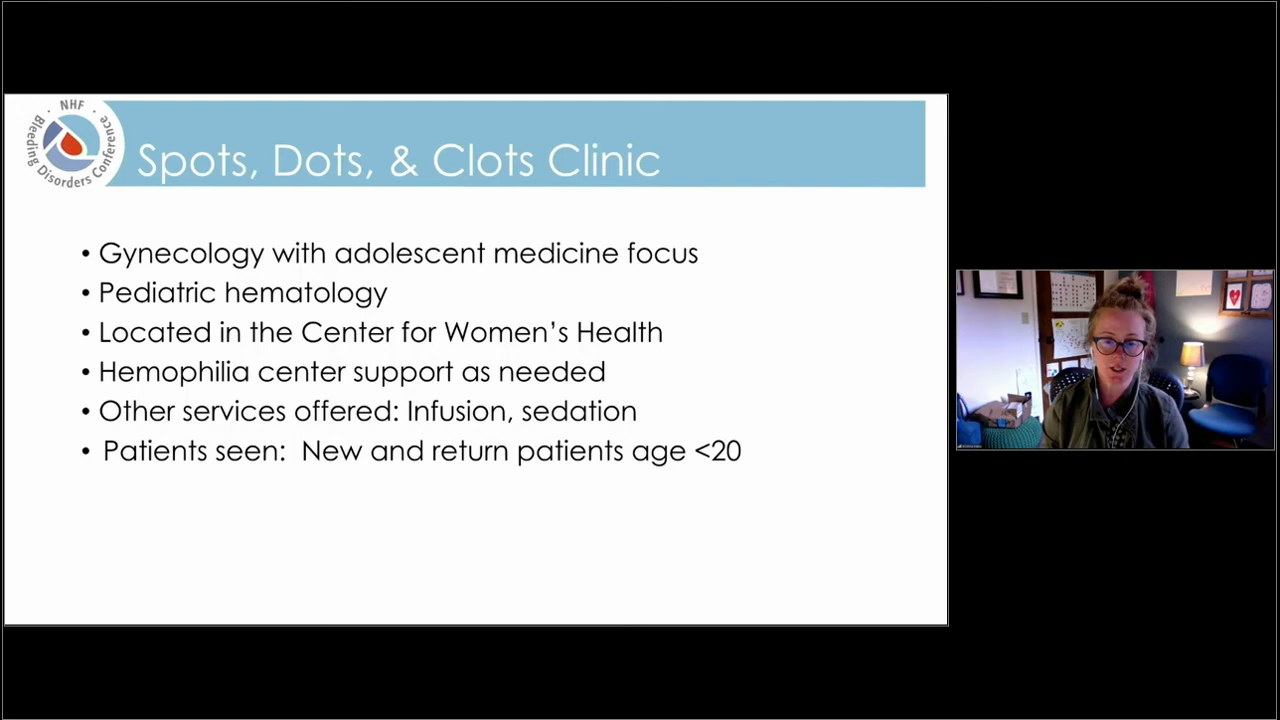 NHF
Bleeding Disorders Conference
Spots, Dots, & Clots Clinic
• Gynecology with adolescent medicine focus
• Pediatric hematology
• Located in the Center for Women’s Health
• Hemophilia center support as needed
• Other services offered: Infusion, sedation
• Patients seen:  New and return patients age <20